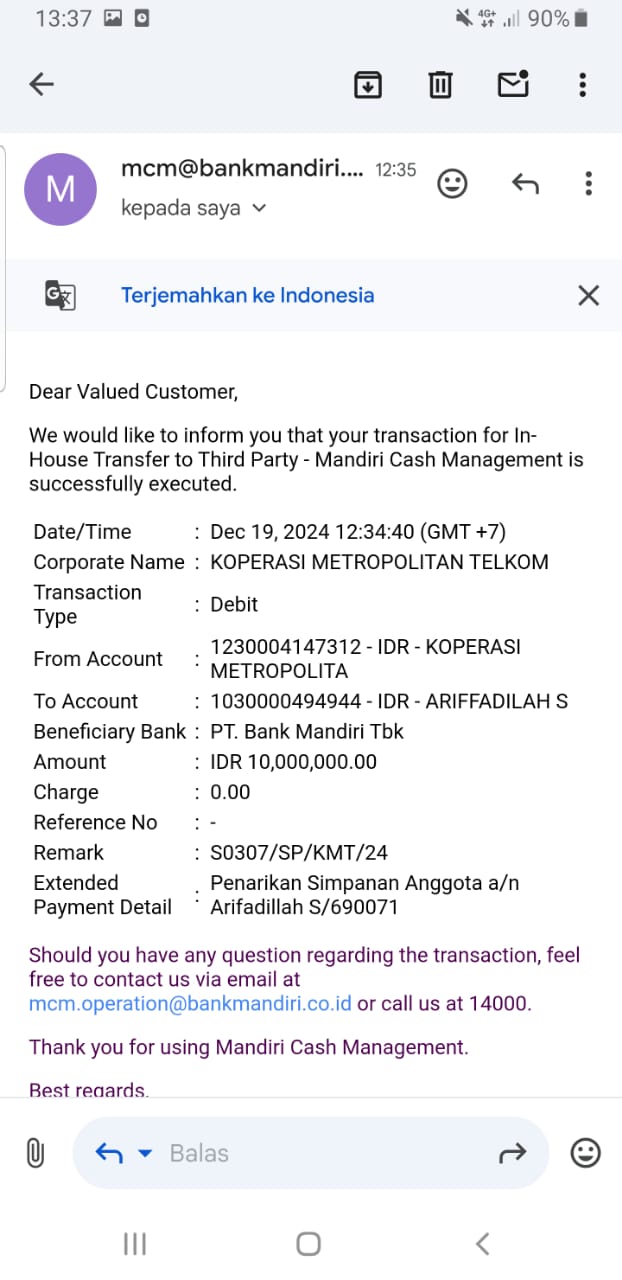 13:37
4G+
90%
M
mcm@bankmandiri....
12:35
kepada saya
G
Terjemahkan ke Indonesia
Dear Valued Customer,
We would like to inform you that your transaction for In-
House Transfer to Third Party - Mandiri Cash Management is
successfully executed.
Date/Time : Dec 19, 2024 12:34:40 (GMT +7)
Corporate Name : KOPERASI METROPOLITAN TELKOM
Transaction
Type : Debit
From Account : 1230004147312 - IDR - KOPERASI
METROPOLITA
To Account : 1030000494944 - IDR - ARIFFADILAH S
Beneficiary Bank : PT. Bank Mandiri Tbk
Amount : IDR 10,000,000.00
Charge : 0.00
Reference No : -
Remark : S0307/SP/KMT/24
Extended
Payment Detail : Penarikan Simpanan Anggota a/n
Arifadillah S/690071
Should you have any question regarding the transaction, feel
free to contact us via email at
mcm.operation@bankmandiri.co.id or call us at 14000.
Thank you for using Mandiri Cash Management.
Best regards,
Balas